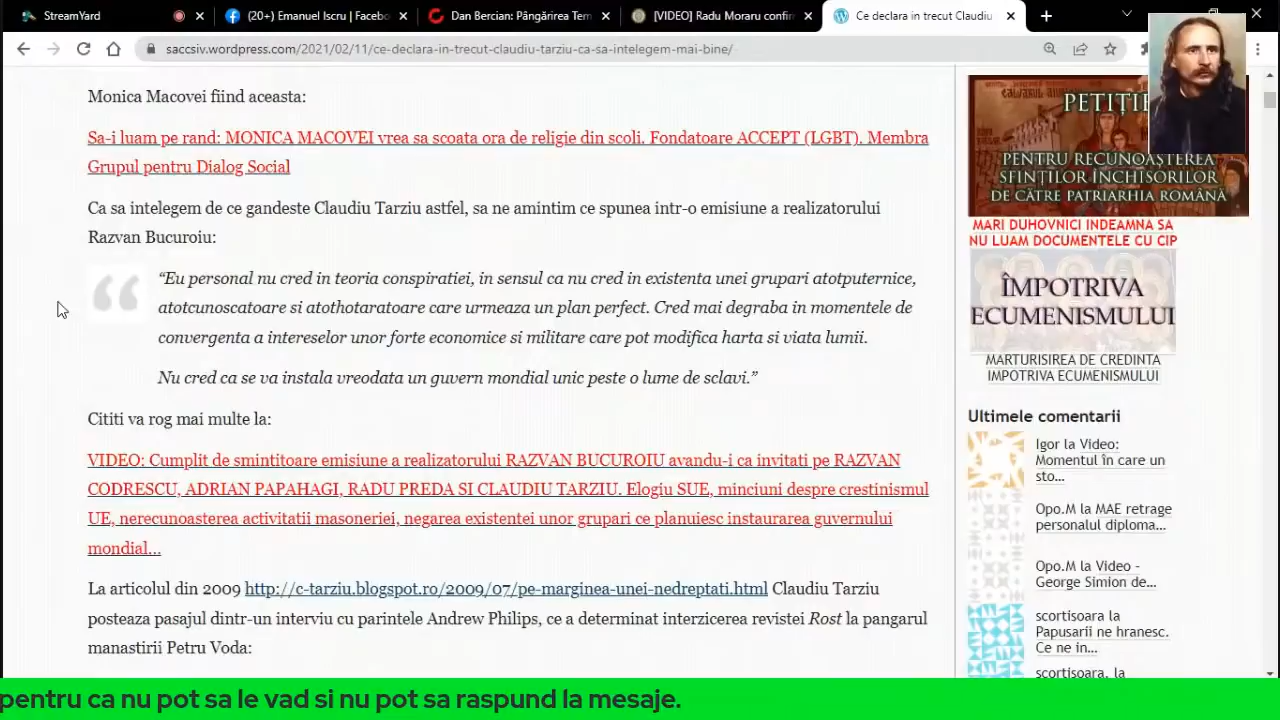 StreamYard
(20+) Emanuel Iscru | Facebo
Dan Bercian: Pângărirea Tem
[VIDEO] Radu Moraru confirm
Ce declara in trecut Claudiu
saccsiv.wordpress.com/2021/02/11/ce-declara-in-trecut-claudiu-tarziu-ca-sa-intelegem-mai-bine/
Monica Macovei fiind aceasta:
Sa-i luam pe rand: MONICA MACOVEI vrea sa scoata ora de religie din scoli. Fondatoare ACCEPT (LGBT). Membra
Grupul pentru Dialog Social
Ca sa intelegem de ce gandeste Claudiu Tarziu astfel, sa ne amintim ce spunea intr-o emisiune a realizatorului
Razvan Bucuroiu:
“Eu personal nu cred in teoria conspiratiei, in sensul ca nu cred in existenta unei grupari atotputernice,
atotcunoscatoare si atothotaratoare care urmeaza un plan perfect. Cred mai degraba in momentele de
convergenta a intereselor unor forte economice si militare care pot modifica harta si viata lumii.
Nu cred ca se va instala vreodata un guvern mondial unic peste o lume de sclavi.”
Cititi va rog mai multe la:
VIDEO: Cumplit de smintitoare emisiune a realizatorului RAZVAN BUCUROIU avandu-i ca invitati pe RAZVAN
CODRESCU, ADRIAN PAPAHAGI, RADU PREDA SI CLAUDIU TARZIU. Elogiu SUE, minciuni despre crestinismul
UE, nerecunoasterea activitatii masoneriei, negarea existentei unor grupari ce planuiesc instaurarea guvernului
mondial…
La articolul din 2009 http://c-tarziu.blogspot.ro/2009/07/pe-marginea-unei-nedreptati.html Claudiu Tarziu
posteaza pasajul dintr-un interviu cu parintele Andrew Philips, ce a determinat interzicerea revistei Rost la pangarul
manastirii Petru Voda:
PETIȚIE
PENTRU RECUNOAȘTEREA
SFINȚILOR ÎNCHISORILOR
DE CĂTRE PATRIARHIA ROMÂNĂ
MARI DUHOVNICI INDEAMNA SA
NU LUAM DOCUMENTELE CU CIP
ÎMPOTRIVA
ECUMENISMULUI
MARTURISIREA DE CREDINTA
IMPOTRIVA ECUMENISMULUI
Ultimele comentarii
Igor la Video:
Momentul în care un
sto…
Opo.M la MAE retrage
personalul diploma…
Opo.M la Video -
George Simion de…
scortisoara la
Papusarii ne hranesc.
Ce ne in…
scortisoara, la
pentru ca nu pot sa le vad si nu pot sa raspund la mesaje.